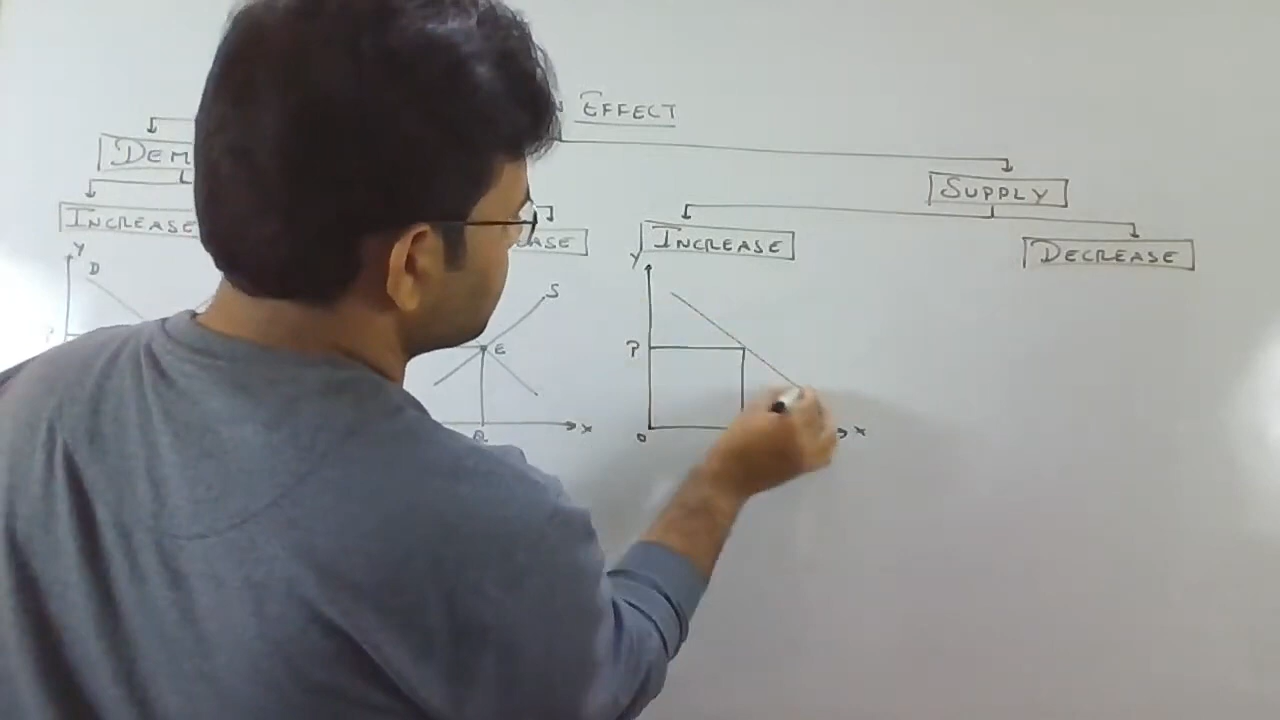 EFFECT
SUPPLY
INCREASE
INCREASE
DECREASE
Y
D
S
E
X
Y
P
O
X